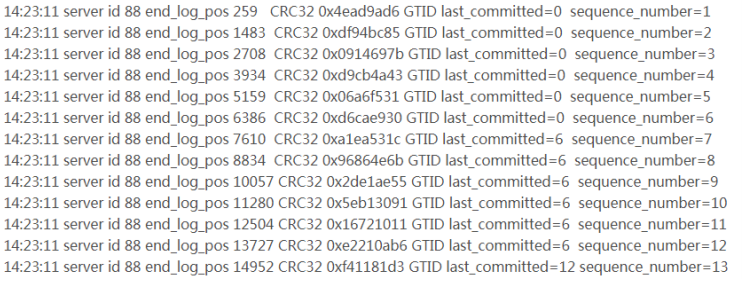 14:23:11 server id 88 end_log_pos 259 CRC32 0x4ead9ad6 GTID last_committed=0 sequence_number=1
14:23:11 server id 88 end_log_pos 1483 CRC32 0xdf94bc85 GTID last_committed=0 sequence_number=2
14:23:11 server id 88 end_log_pos 2708 CRC32 0x0914697b GTID last_committed=0 sequence_number=3
14:23:11 server id 88 end_log_pos 3934 CRC32 0xd9cb4a43 GTID last_committed=0 sequence_number=4
14:23:11 server id 88 end_log_pos 5159 CRC32 0x06a6f531 GTID last_committed=0 sequence_number=5
14:23:11 server id 88 end_log_pos 6386 CRC32 0xd6cae930 GTID last_committed=0 sequence_number=6
14:23:11 server id 88 end_log_pos 7610 CRC32 0xa1ea531c GTID last_committed=6 sequence_number=7
14:23:11 server id 88 end_log_pos 8834 CRC32 0x96864e6b GTID last_committed=6 sequence_number=8
14:23:11 server id 88 end_log_pos 10057 CRC32 0x2de1ae55 GTID last_committed=6 sequence_number=9
14:23:11 server id 88 end_log_pos 11280 CRC32 0x5eb13091 GTID last_committed=6 sequence_number=10
14:23:11 server id 88 end_log_pos 12504 CRC32 0x16721011 GTID last_committed=6 sequence_number=11
14:23:11 server id 88 end_log_pos 13727 CRC32 0xe2210ab6 GTID last_committed=6 sequence_number=12
14:23:11 server id 88 end_log_pos 14952 CRC32 0xf41181d3 GTID last_committed=12 sequence_number=13